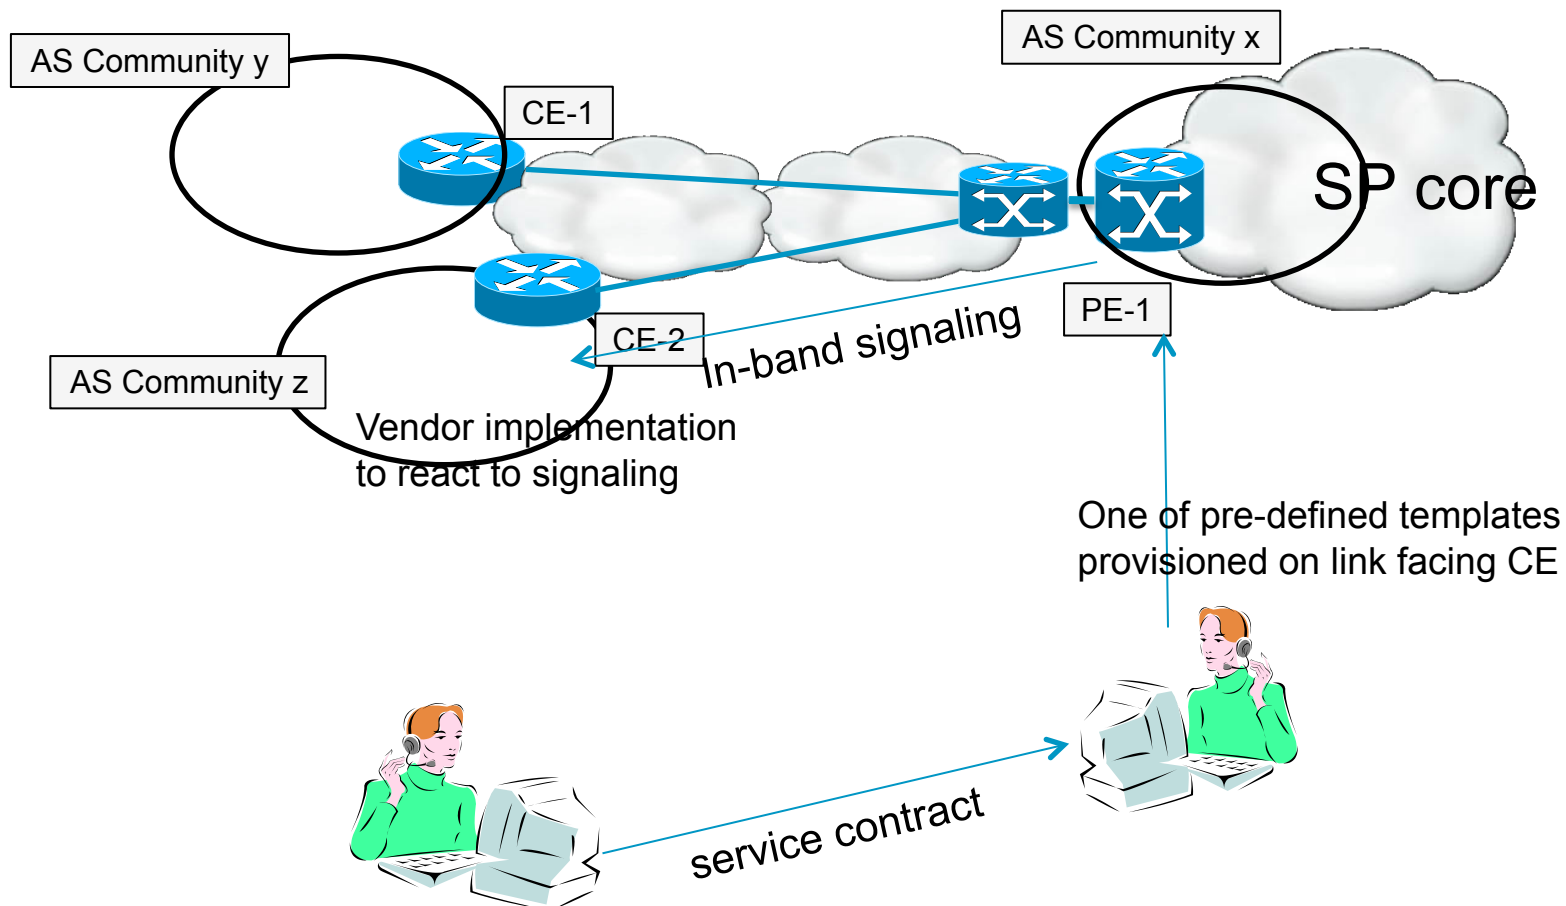 AS Community y
AS Community x
CE-1
SP core
PE-1
In-band signaling
CE-2
AS Community z
Vendor implementation
to react to signaling
One of pre-defined templates
provisioned on link facing CE
service contract